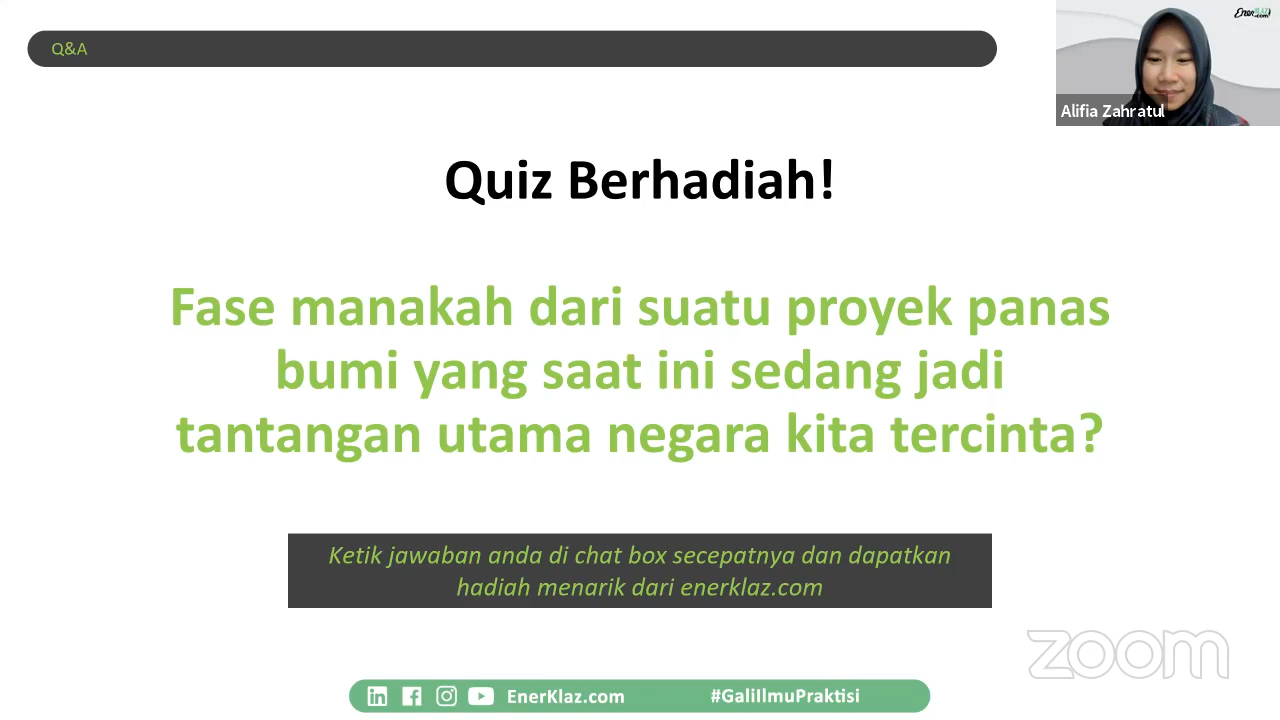 Q&A
EnerKLAZ
.com
Alifia Zahratul
Quiz Berhadiah!
Fase manakah dari suatu proyek panas
bumi yang saat ini sedang jadi
tantangan utama negara kita tercinta?
Ketik jawaban anda di chat box secepatnya dan dapatkan
hadiah menarik dari enerklaz.com
zoom
EnerKlaz.com
#GaliIlmuPraktisi